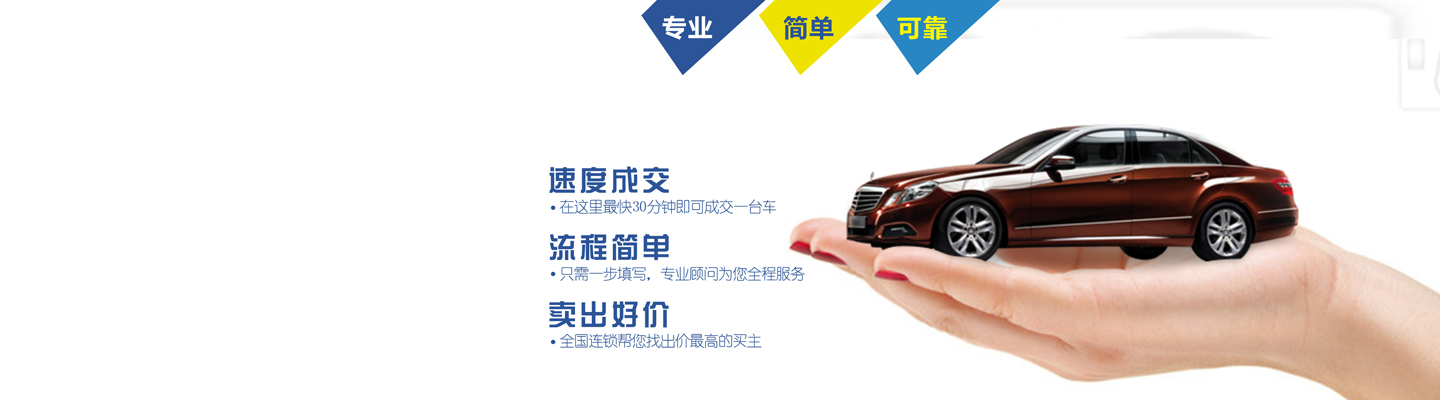 专业
简单
可靠
速度成交
•在这里最快30分钟即可成交一台车
流程简单
•只需一步填写，专业顾问为您全程服务
卖出好价
•全国连锁帮您找出价最高的买主